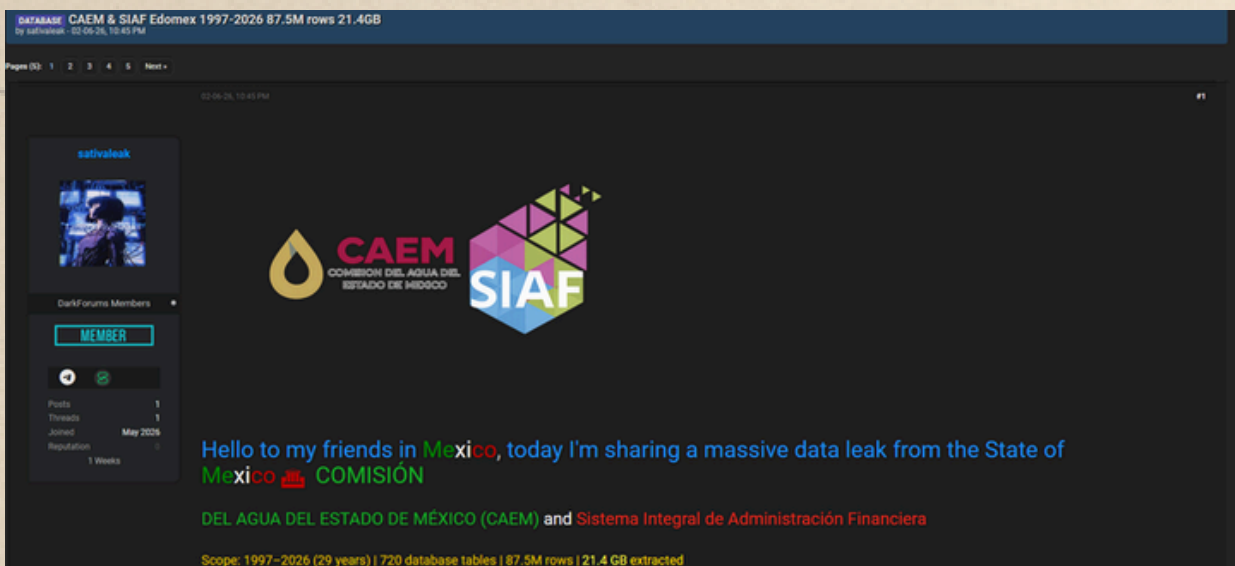 DATABASE CAEM & SIAF Edomex 1997-2026 87.5M rows 21.4GB
by sativaleak - 02-06-26, 10:45 PM
Pages (5): 1 2 3 4 5 Next »
02-06-26, 10:45 PM #1
sativaleak
CAEM
COMISION DEL AGUA DEL
ESTADO DE MEXICO
SIAF
DarkForums Members
MEMBER
Posts 1
Threads 1
Joined May 2026
Reputation 0
1 Weeks
Hello to my friends in Mexico, today I'm sharing a massive data leak from the State of
Mexico COMISIÓN
DEL AGUA DEL ESTADO DE MÉXICO (CAEM) and Sistema Integral de Administración Financiera
Scope: 1997–2026 (29 years) | 720 database tables | 87.5M rows | 21.4 GB extracted